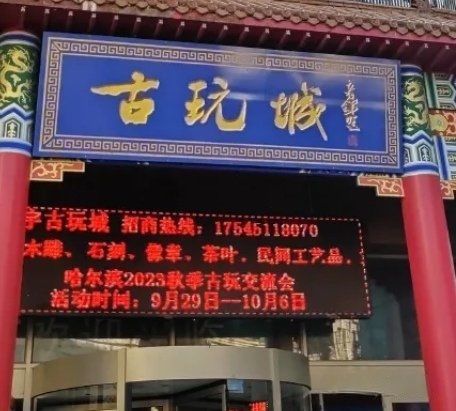 古玩城
字古玩城 招商热线：17545118070
木雕、石刻、徽章、茶叶，民间工艺品，
哈尔滨2023秋季古玩交流会
活动时间：9月29日--10月6日